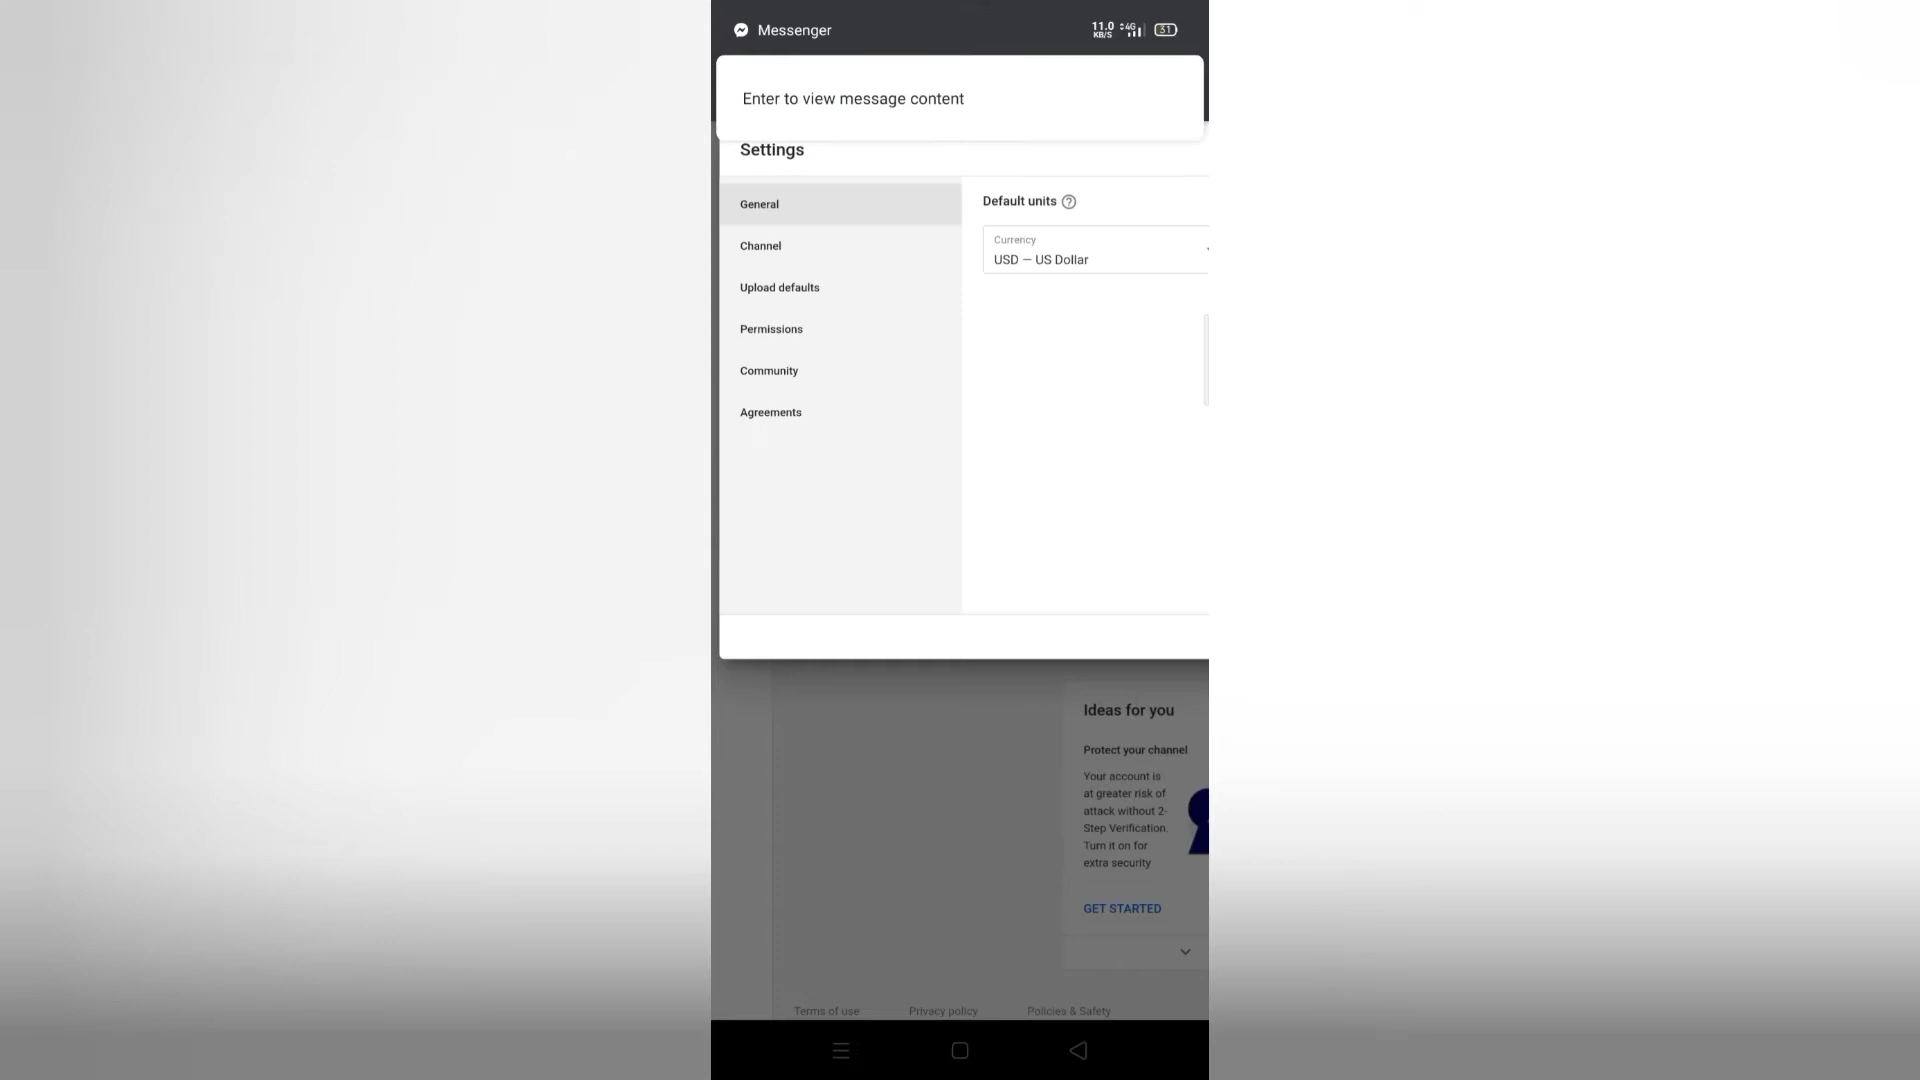 Messenger
11.0
KB/S
4G
31
Enter to view message content
Settings
General
Channel
Upload defaults
Permissions
Community
Agreements
Default units
Currency
USD — US Dollar
Ideas for you
Protect your channel
Your account is
at greater risk of
attack without 2-
Step Verification.
Turn it on for
extra security
GET STARTED
Terms of use
Privacy policy
Policies & Safety